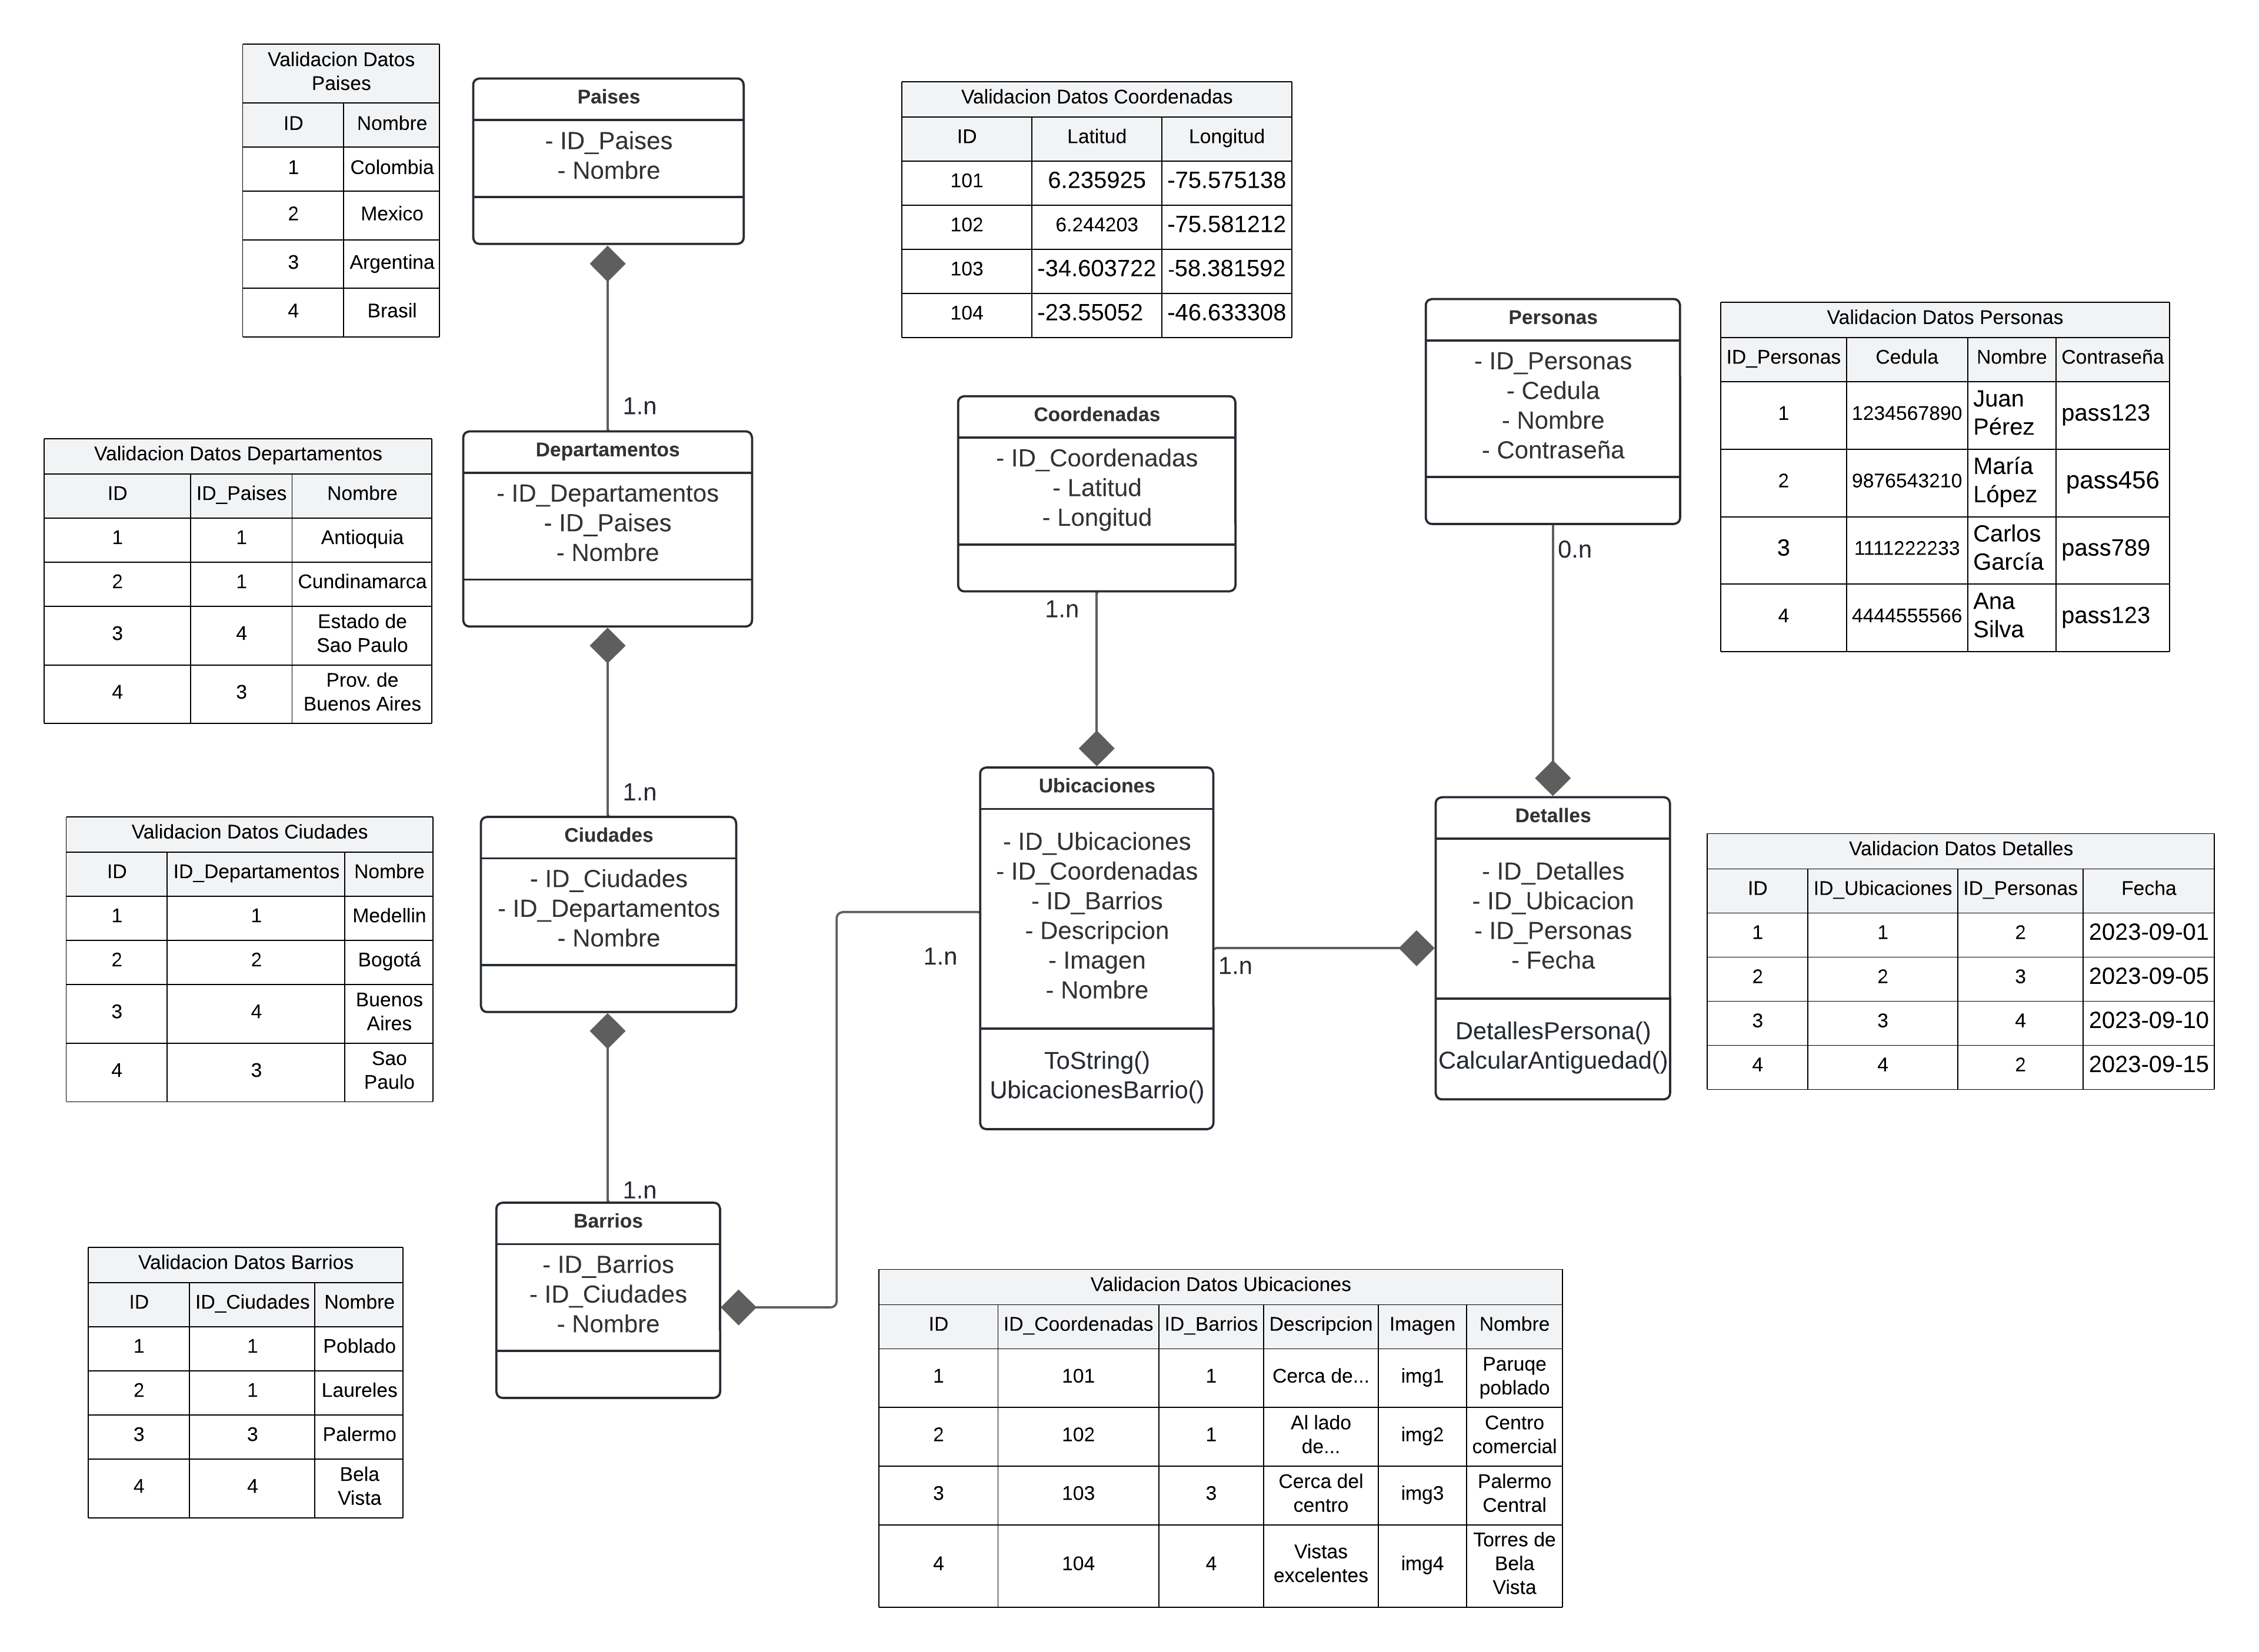 Validacion Datos
Paises
ID Nombre
1 Colombia
2 Mexico
3 Argentina
4 Brasil
Paises
- ID_Paises
- Nombre
Validacion Datos Coordenadas
ID Latitud Longitud
101 6.235925 -75.575138
102 6.244203 -75.581212
103 -34.603722 -58.381592
104 -23.55052 -46.633308
1.n
Validacion Datos Departamentos
ID ID_Paises Nombre
1 1 Antioquia
2 1 Cundinamarca
3 4 Estado de
Sao Paulo
4 3 Prov. de
Buenos Aires
Departamentos
- ID_Departamentos
- ID_Paises
- Nombre
Coordenadas
- ID_Coordenadas
- Latitud
- Longitud
1.n
Personas
- ID_Personas
- Cedula
- Nombre
- Contraseña
0.n
Validacion Datos Personas
ID_Personas Cedula Nombre Contraseña
1 1234567890 Juan
Pérez pass123
2 9876543210 María
López pass456
3 1111222233 Carlos
García pass789
4 4444555566 Ana
Silva pass123
1.n
Validacion Datos Ciudades
ID ID_Departamentos Nombre
1 1 Medellin
2 2 Bogotá
3 4 Buenos
Aires
4 3 Sao
Paulo
Ciudades
- ID_Ciudades
- ID_Departamentos
- Nombre
1.n
Ubicaciones
- ID_Ubicaciones
- ID_Coordenadas
- ID_Barrios
- Descripcion
- Imagen
- Nombre
ToString()
UbicacionesBarrio()
1.n
Detalles
- ID_Detalles
- ID_Ubicacion
- ID_Personas
- Fecha
DetallesPersona()
CalcularAntiguedad()
Validacion Datos Detalles
ID ID_Ubicaciones ID_Personas Fecha
1 1 2 2023-09-01
2 2 3 2023-09-05
3 3 4 2023-09-10
4 4 2 2023-09-15
1.n
Validacion Datos Barrios
ID ID_Ciudades Nombre
1 1 Poblado
2 1 Laureles
3 3 Palermo
4 4 Bela
Vista
Barrios
- ID_Barrios
- ID_Ciudades
- Nombre
Validacion Datos Ubicaciones
ID ID_Coordenadas ID_Barrios Descripcion Imagen Nombre
1 101 1 Cerca de... img1 Paruqe
poblado
2 102 1 Al lado
de... img2 Centro
comercial
3 103 3 Cerca del
centro img3 Palermo
Central
4 104 4 Vistas
excelentes img4 Torres de
Bela
Vista